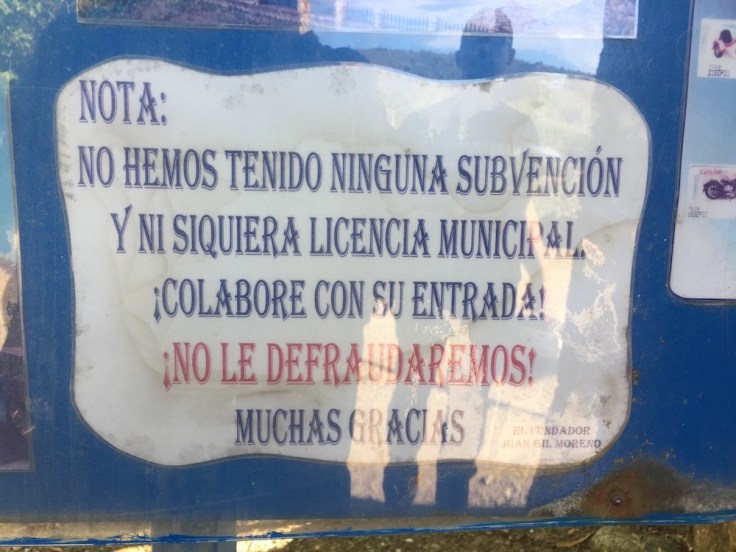 NOTA:
NO HEMOS TENIDO NINGUNA SUBVENCIÓN
Y NI SIQUIERA LICENCIA MUNICIPAL.
¡COLABORE CON SU ENTRADA!
¡NO LE DEFRAUDAREMOS!
MUCHAS GRACIAS
EL FUNDADOR
JUAN GIL MORENO